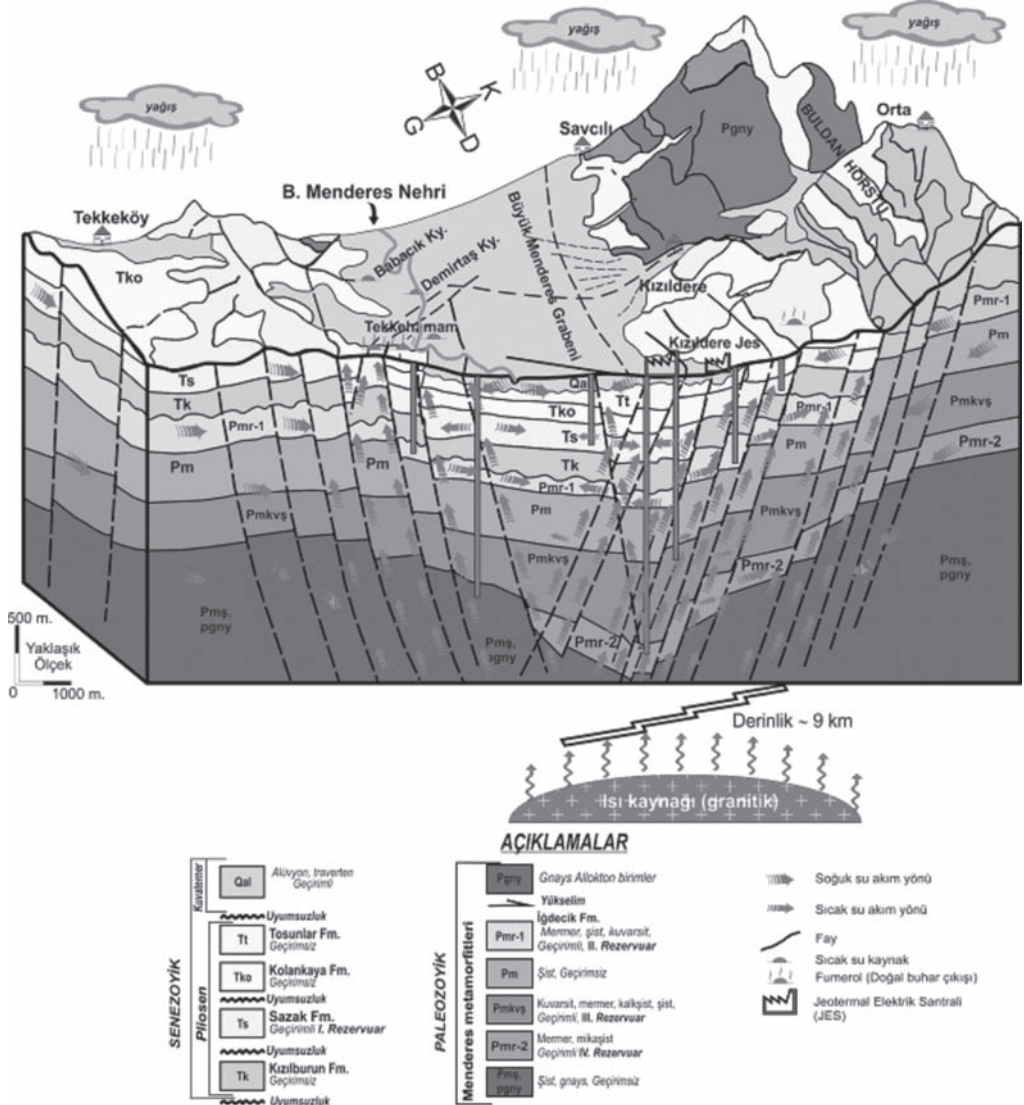 yağış
yağış
yağış
B
K
G
D
Savcılı
Orta
Pgny
BULDAN
HORSTU
B. Menderes Nehri
Tekkeköy
Tko
Babacık Ky.
Demirtaş Ky.
Büyük Menderes Grabeni
Kızıldere
Tekkehamam
Kızıldere Jes
Pmr-1
Pm
Pmkvş
Pmr-2
Ts
Tk
Pmr-1
Pm
Pm
Pmkvş
Qal
Tt
Tko
Ts
Tk
Pmr-1
Pm
Pmkvş
Pmr-2
Pmr-1
Pm
Pmkvş
Pmr-2
Pmş,
pgny
Pmş,
pgny
Pmş,
pgny
500 m.
Yaklaşık
Ölçek
0 1000 m.
Derinlik ~ 9 km
Isı kaynağı (granitik)
AÇIKLAMALAR
SENEZOYİK
Kuvaterner
Qal Alüvyon, traverten
Geçirimli
Uyumsuzluk
Pliosen
Tt Tosunlar Fm.
Geçirimsiz
Tko Kolankaya Fm.
Geçirimsiz
Uyumsuzluk
Ts Sazak Fm.
Geçirimli I. Rezervuar
Uyumsuzluk
Tk Kızılburun Fm.
Geçirimsiz
Uyumsuzluk
PALEOZOYİK
Menderes metamorfitleri
Pgny Gnays Allokton birimler
Yükselim
İğdecik Fm.
Pmr-1 Mermer, şist, kuvarsit,
Geçirimli, II. Rezervuar
Pm Şist, Geçirimsiz
Pmkvş Kuvarsit, mermer, kalkşist, şist,
Geçirimli, III. Rezervuar
Pmr-2 Mermer, mikaşist
Geçirimli IV. Rezervuar
Pmş,
pgny Şist, gnays, Geçirimsiz
Soğuk su akım yönü
Sıcak su akım yönü
Fay
Sıcak su kaynak
Fumerol (Doğal buhar çıkışı)
Jeotermal Elektrik Santrali
(JES)